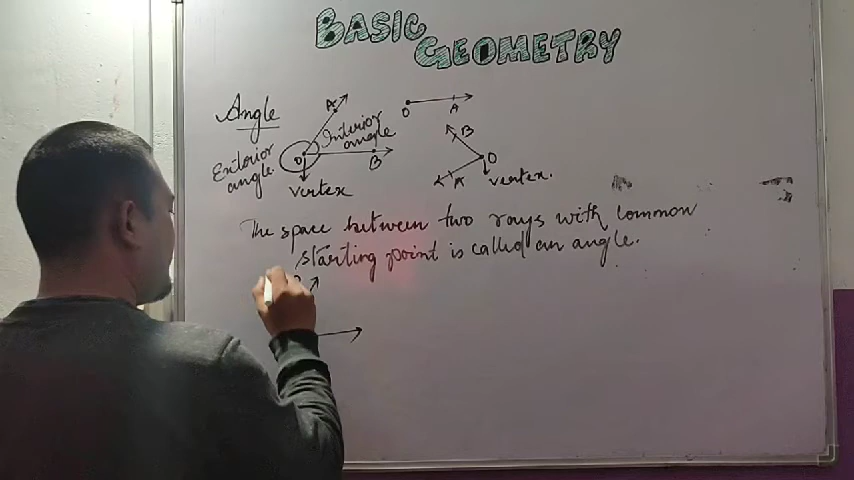 BASIC
GEOMETRY
Angle
A
O A
Interior
angle
B
Exterior
angle
O
B
O
A
vertex
vertex.
The space between two rays with common
starting point is called an angle.